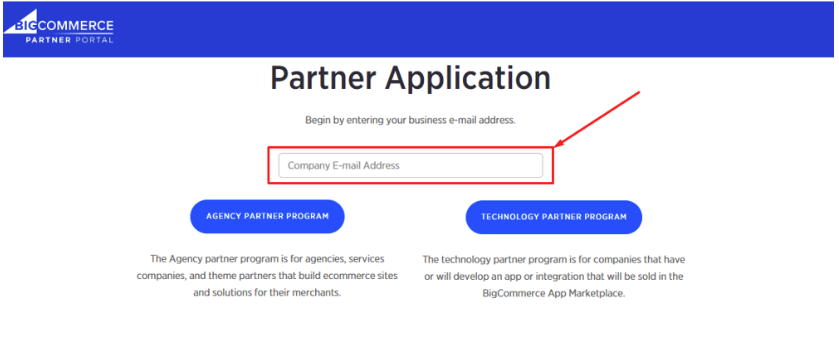 BIGCOMMERCE
PARTNER PORTAL
Partner Application
Begin by entering your business e-mail address.
Company E-mail Address
AGENCY PARTNER PROGRAM
The Agency partner program is for agencies, services
companies, and theme partners that build ecommerce sites
and solutions for their merchants.
TECHNOLOGY PARTNER PROGRAM
The technology partner program is for companies that have
or will develop an app or integration that will be sold in the
BigCommerce App Marketplace.